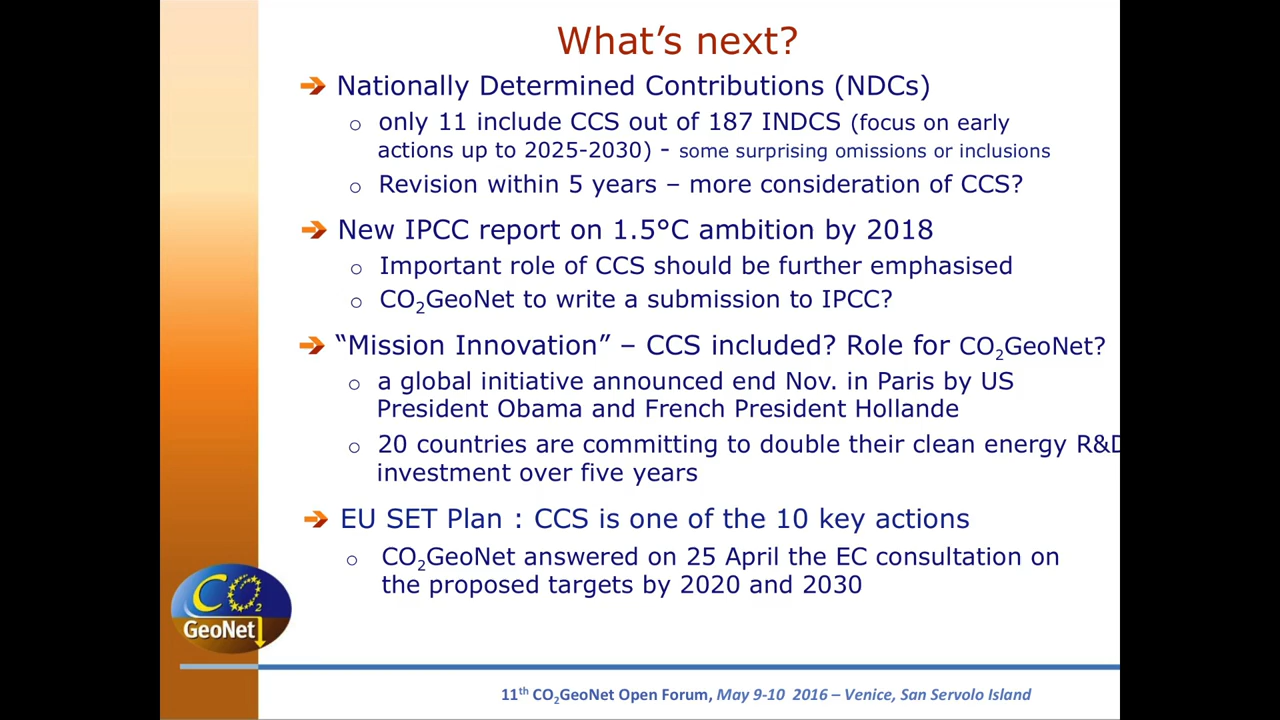 What’s next?
Nationally Determined Contributions (NDCs)
only 11 include CCS out of 187 INDCS (focus on early
actions up to 2025-2030) - some surprising omissions or inclusions
Revision within 5 years – more consideration of CCS?
New IPCC report on 1.5°C ambition by 2018
Important role of CCS should be further emphasised
CO₂GeoNet to write a submission to IPCC?
“Mission Innovation” – CCS included? Role for CO₂GeoNet?
a global initiative announced end Nov. in Paris by US
President Obama and French President Hollande
20 countries are committing to double their clean energy R&D
investment over five years
EU SET Plan : CCS is one of the 10 key actions
CO₂GeoNet answered on 25 April the EC consultation on
the proposed targets by 2020 and 2030
CO₂
GeoNet
11th CO₂GeoNet Open Forum, May 9-10 2016 – Venice, San Servolo Island